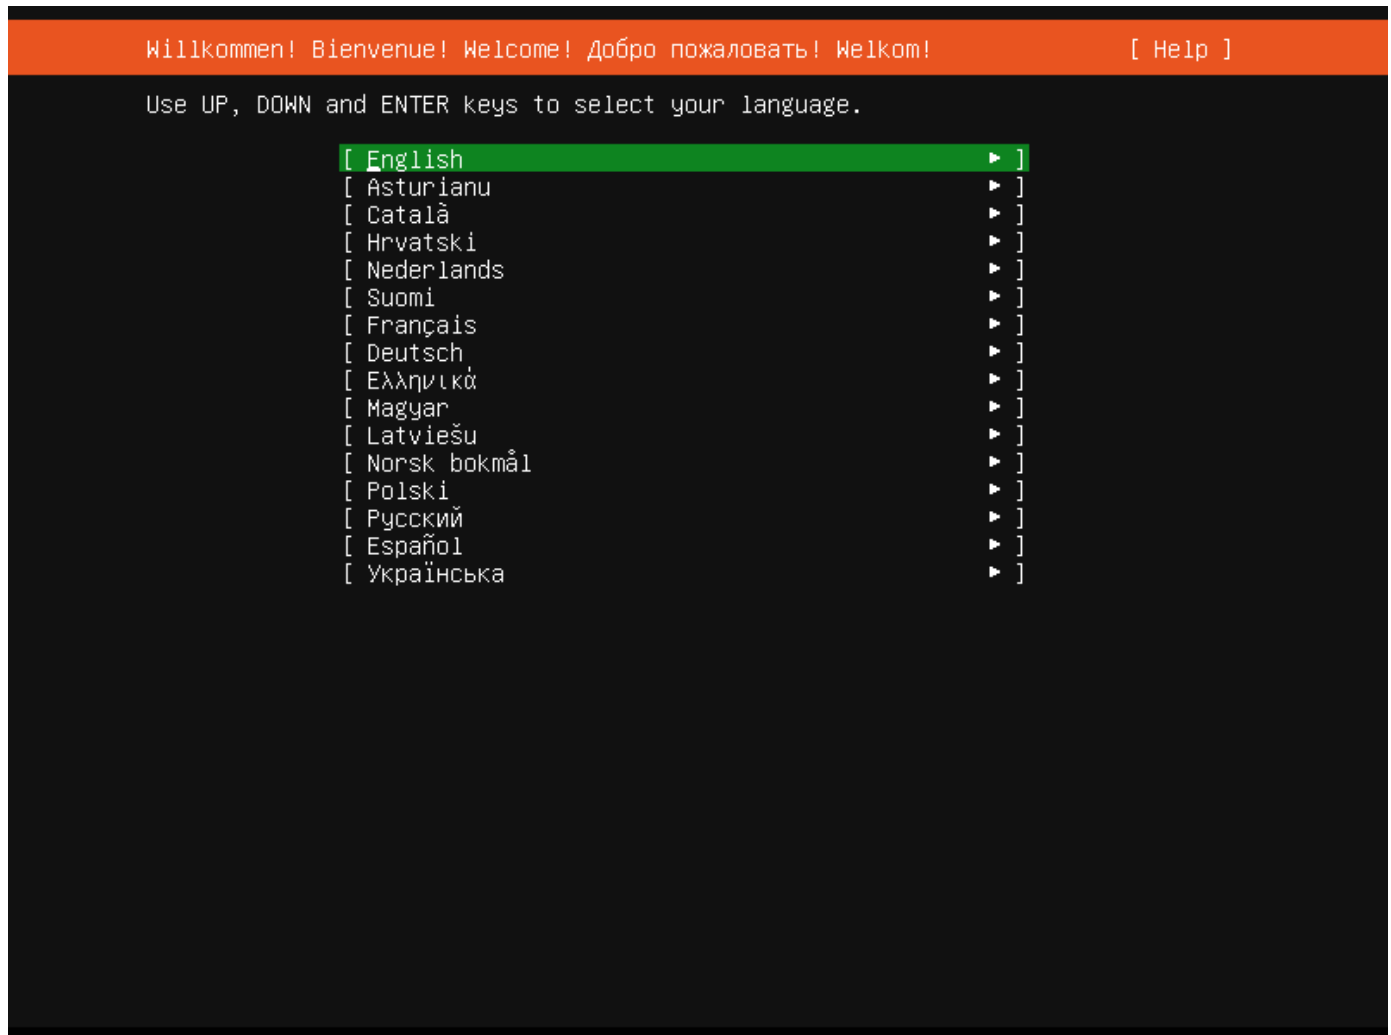 Willkommen! Bienvenue! Welcome! Добро пожаловать! Welkom! [ Help ]
Use UP, DOWN and ENTER keys to select your language.
[ English ► ]
[ Asturianu ► ]
[ Català ► ]
[ Hrvatski ► ]
[ Nederlands ► ]
[ Suomi ► ]
[ Français ► ]
[ Deutsch ► ]
[ Ελληνικά ► ]
[ Magyar ► ]
[ Latviešu ► ]
[ Norsk bokmål ► ]
[ Polski ► ]
[ Русский ► ]
[ Español ► ]
[ Українська ► ]